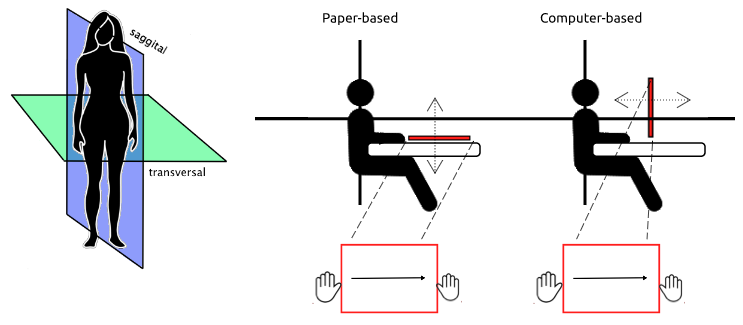 Paper-based
Computer-based
saggital
transversal